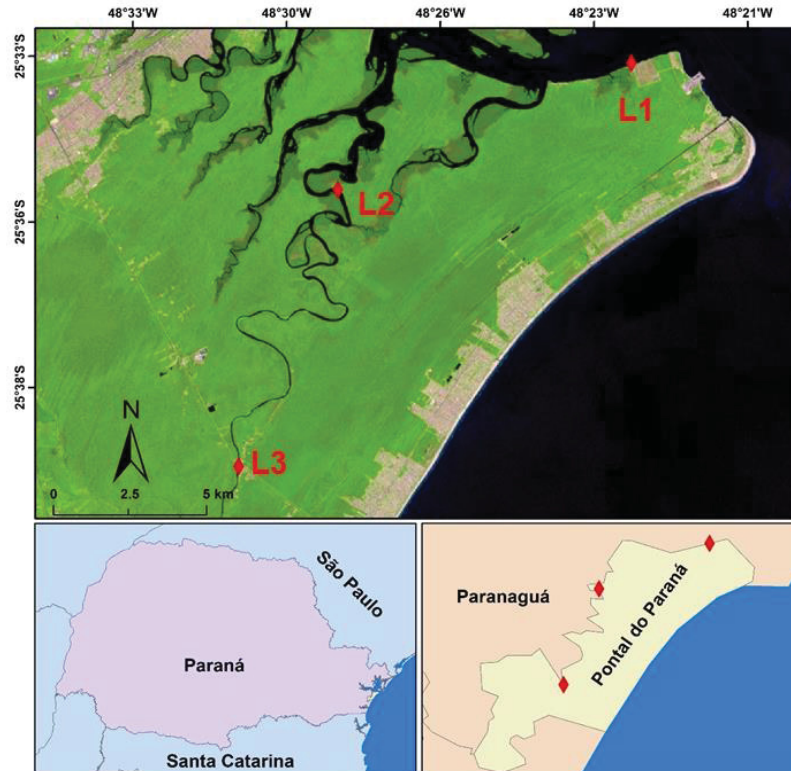 48°33'W 48°30'W 48°26'W 48°23'W 48°21'W
25°33'S
L1
L2
25°36'S
25°38'S
N
L3
0 2.5 5 km
São Paulo
Paraná
Santa Catarina
Paranaguá
Pontal do Paraná